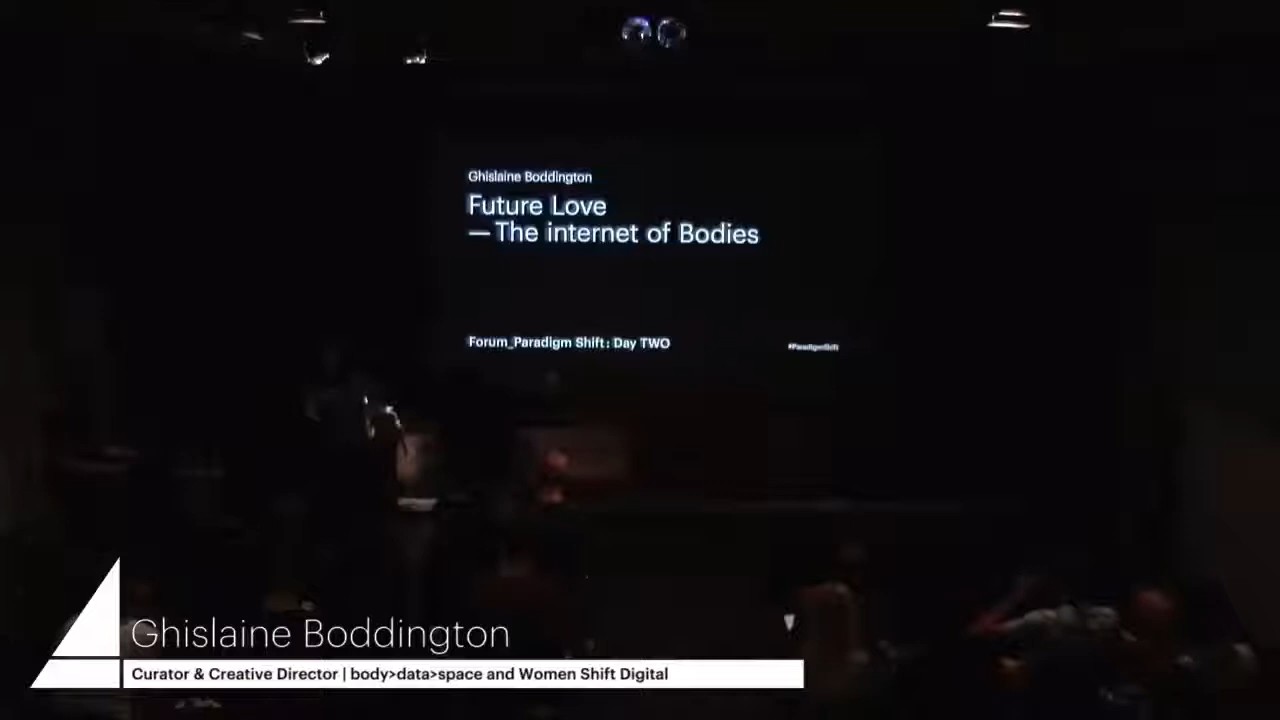 Ghislaine Boddington
Future Love
— The internet of Bodies
Forum_Paradigm Shift: Day TWO
#ParadigmShift
Ghislaine Boddington
Curator & Creative Director | body>data>space and Women Shift Digital